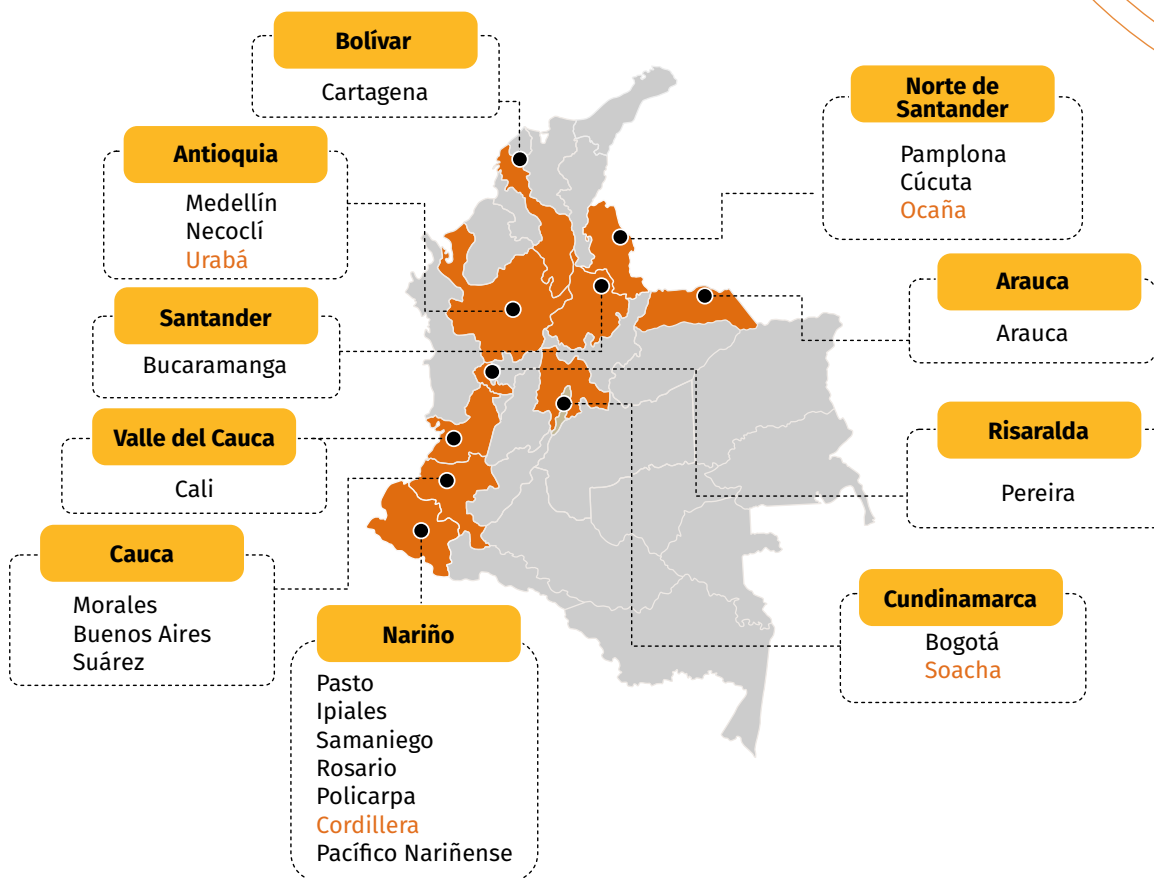 Bolívar
Cartagena
Antioquia
Medellín
Necoclí
Urabá
Santander
Bucaramanga
Valle del Cauca
Cali
Cauca
Morales
Buenos Aires
Suárez
Nariño
Pasto
Ipiales
Samaniego
Rosario
Policarpa
Cordillera
Pacífico Nariñense
Norte de
Santander
Pamplona
Cúcuta
Ocaña
Arauca
Arauca
Risaralda
Pereira
Cundinamarca
Bogotá
Soacha